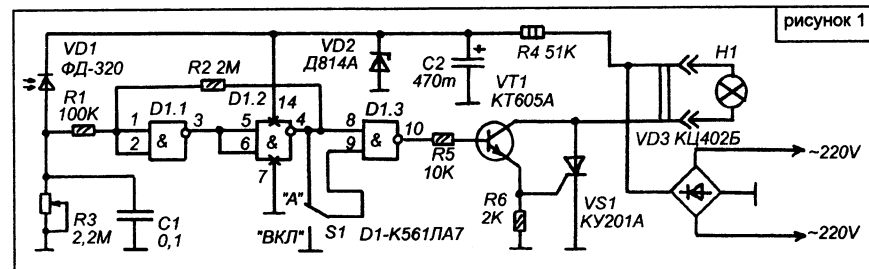 рисунок 1
VD1
ФД-320
R2 2M
R1
100K
D1.1
1
2
&
3
D1.2
14
5
6
&
4
7
VD2
Д814А
C2
470m
+
R4 51K
H1
VT1
КТ605А
D1.3
8
9
&
10
R5
10K
VD3 КЦ402Б
~220V
R6
2K
VS1
КУ201А
~220V
R3
2,2M
C1
0,1
"А"
"ВКЛ"
S1
D1-К561ЛА7